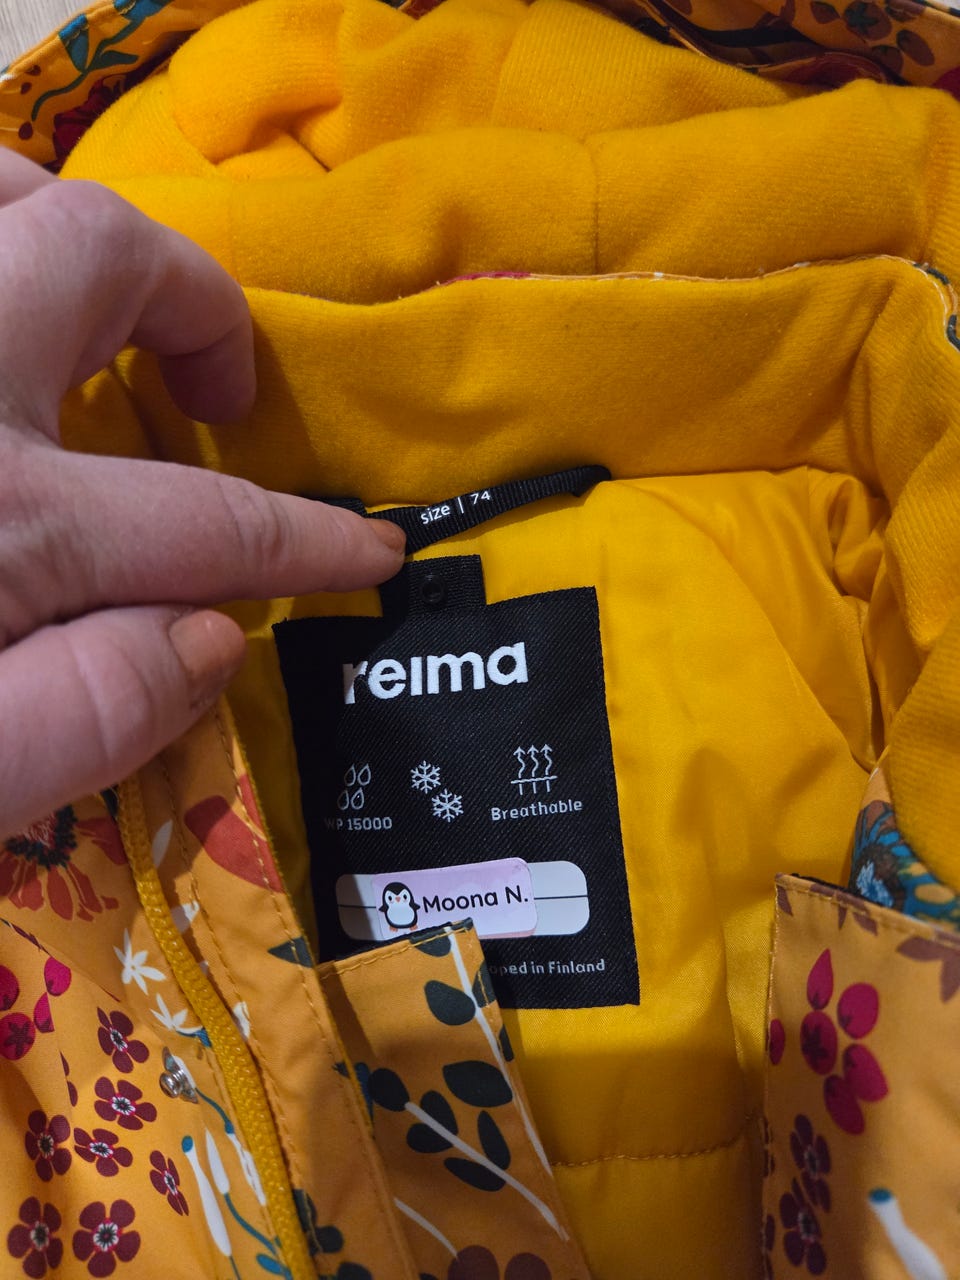 size | 74
reima
WP 15000
Breathable
Moona N.
oped in Finland